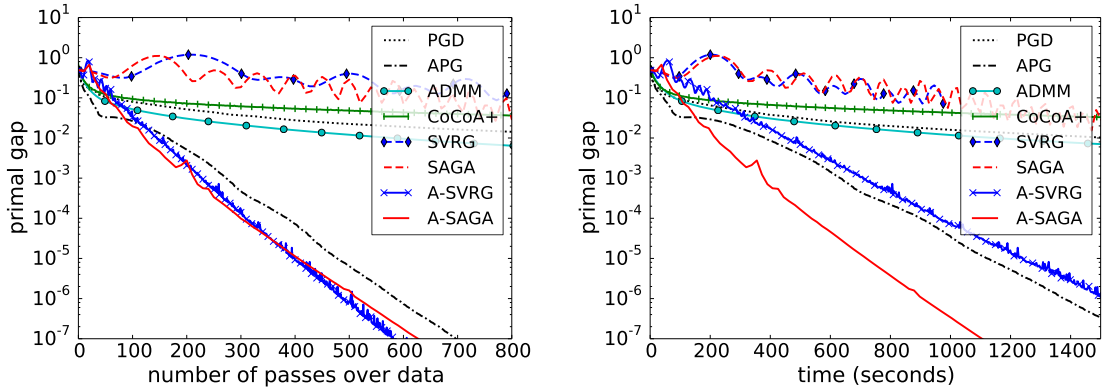 10^1
10^0
10^-1
10^-2
10^-3
10^-4
10^-5
10^-6
10^-7
primal gap
0 100 200 300 400 500 600 700 800
number of passes over data
PGD
APG
ADMM
CoCoA+
SVRG
SAGA
A-SVRG
A-SAGA
10^1
10^0
10^-1
10^-2
10^-3
10^-4
10^-5
10^-6
10^-7
primal gap
0 200 400 600 800 1000 1200 1400
time (seconds)
PGD
APG
ADMM
CoCoA+
SVRG
SAGA
A-SVRG
A-SAGA